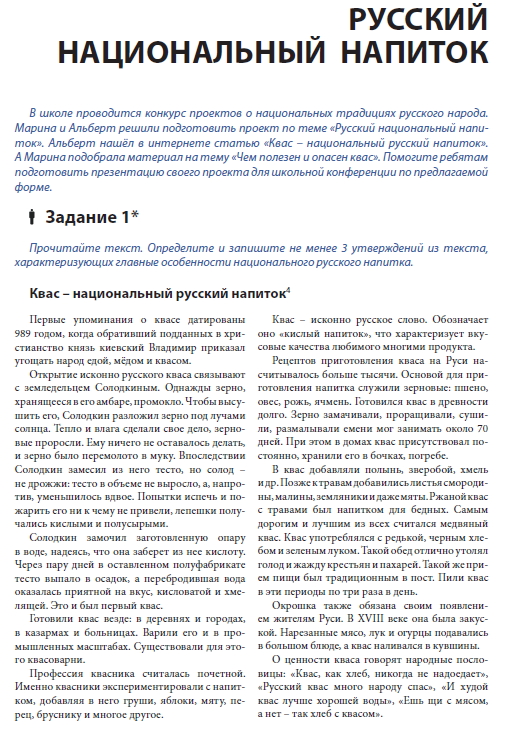 РУССКИЙ
НАЦИОНАЛЬНЫЙ НАПИТОК
В школе проводится конкурс проектов о национальных традициях русского народа.
Марина и Альберт решили подготовить проект по теме «Русский национальный напи-
ток». Альберт нашёл в интернете статью «Квас – национальный русский напиток».
А Марина подобрала материал на тему «Чем полезен и опасен квас». Помогите ребятам
подготовить презентацию своего проекта для школьной конференции по предлагаемой
форме.
Задание 1*
Прочитайте текст. Определите и запишите не менее 3 утверждений из текста,
характеризующих главные особенности национального русского напитка.
Квас – национальный русский напиток4
Первые упоминания о квасе датированы
989 годом, когда обративший подданных в хри-
стианство князь киевский Владимир приказал
угощать народ едой, мёдом и квасом.
Открытие исконно русского кваса связывают
с земледельцем Солодкиным. Однажды зерно,
хранящееся в его амбаре, промокло. Чтобы высу-
шить его, Солодкин разложил зерно под лучами
солнца. Тепло и влага сделали свое дело, зерно-
вые проросли. Ему ничего не оставалось делать,
и зерно было перемолото в муку. Впоследствии
Солодкин замесил из него тесто, но солод –
не дрожжи: тесто в объеме не выросло, а, напро-
тив, уменьшилось вдвое. Попытки испечь и по-
жарить его ни к чему не привели, лепешки полу-
чались кислыми и полусырыми.
Солодкин замочил заготовленную опару
в воде, надеясь, что она заберет из нее кислоту.
Через пару дней в оставленном полуфабрикате
тесто выпало в осадок, а перебродившая вода
оказалась приятной на вкус, кисловатой и хме-
лящей. Это и был первый квас.
Готовили квас везде: в деревнях и городах,
в казармах и больницах. Варили его и в про-
мышленных масштабах. Существовали для это-
го квасоварни.
Профессия квасника считалась почетной.
Именно квасники экспериментировали с напит-
ком, добавляя в него груши, яблоки, мяту, пе-
рец, бруснику и многое другое.
Квас – исконно русское слово. Обозначает
оно «кислый напиток», что характеризует вку-
совые качества любимого многими продукта.
Рецептов приготовления кваса на Руси на-
считывалось больше тысячи. Основой для при-
готовления напитка служили зерновые: пшено,
овес, рожь, ячмень. Готовился квас в древности
долго. Зерно замачивали, проращивали, суши-
ли, размалывали емени мог занимать около 70
дней. При этом в домах квас присутствовал по-
стоянно, хранили его в бочках, погребе.
В квас добавляли полынь, зверобой, хмель
и др. Позже к травам добавились листья смороди-
ны, малины, земляники и даже мяты. Ржаной квас
с травами был напитком для бедных. Самым
дорогим и лучшим из всех считался медвяный
квас. Квас употреблялся с редькой, черным хле-
бом и зеленым луком. Такой обед отлично утолял
голод и жажду крестьян и пахарей. Такой же при-
ем пищи был традиционным в пост. Пили квас
в эти периоды по три раза в день.
Окрошка также обязана своим появлени-
ем жителям Руси. В XVIII веке она была закус-
кой. Нарезанные мясо, лук и огурцы подавались
в большом блюде, а квас наливался в кувшины.
О ценности кваса говорят народные посло-
вицы: «Квас, как хлеб, никогда не надоедает»,
«Русский квас много народу спас», «И худой
квас лучше хорошей воды», «Ешь щи с мясом,
а нет – так хлеб с квасом».